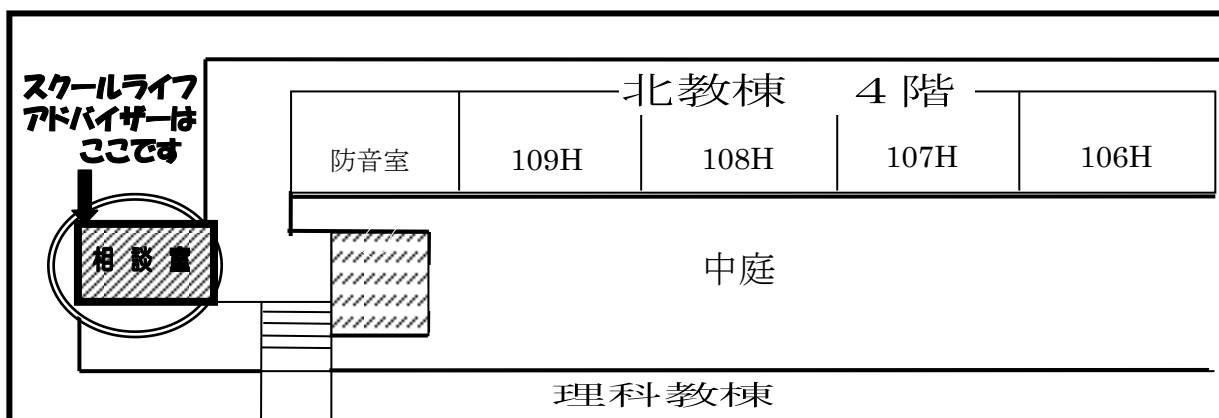 スクールライフ
アドバイザーは
ここです
北教棟 4階
防音室 109H 108H 107H 106H
相談室
中庭
理科教棟